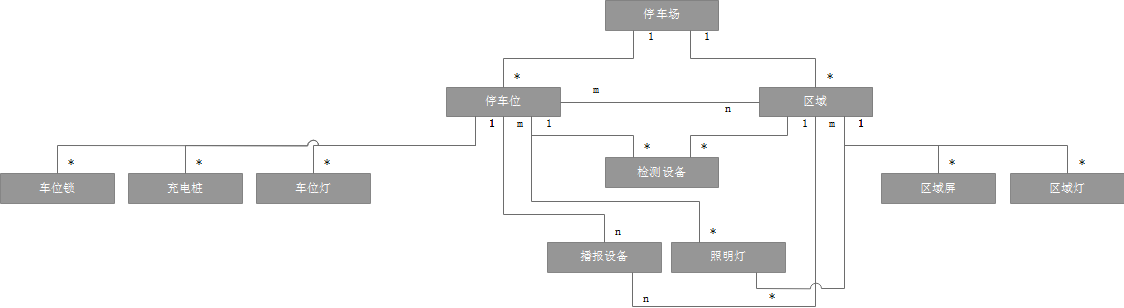 停车场
1 1
* *
停车位 m n 区域
1 m 1 1 m 1
* * * * * * *
车位锁 充电桩 车位灯 检测设备 区域屏 区域灯
n *
播报设备 照明灯
n *